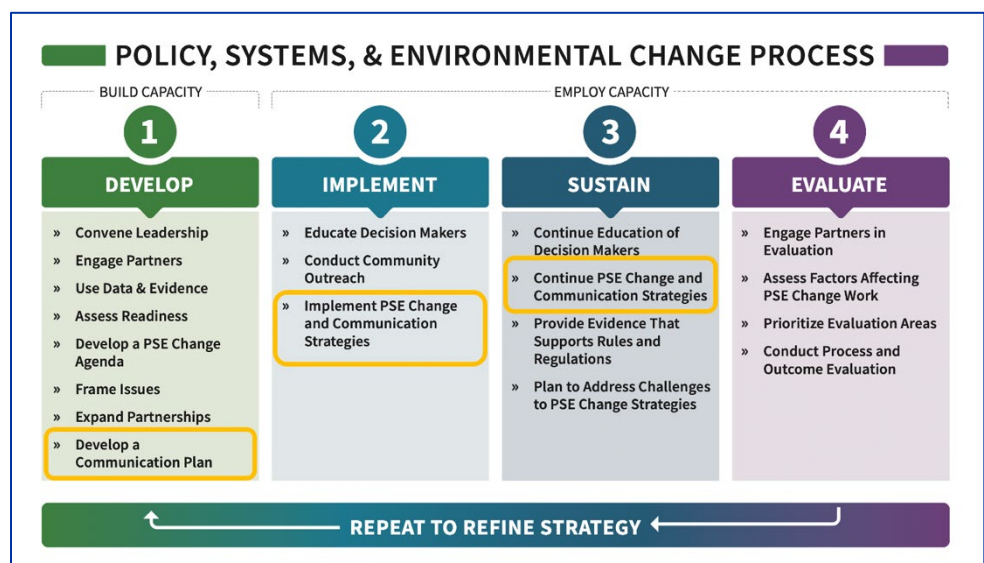 POLICY, SYSTEMS, & ENVIRONMENTAL CHANGE PROCESS
BUILD CAPACITY
EMPLOY CAPACITY
1
DEVELOP
» Convene Leadership
» Engage Partners
» Use Data & Evidence
» Assess Readiness
» Develop a PSE Change
Agenda
» Frame Issues
» Expand Partnerships
» Develop a
Communication Plan
2
IMPLEMENT
» Educate Decision Makers
» Conduct Community
Outreach
» Implement PSE Change
and Communication
Strategies
3
SUSTAIN
» Continue Education of
Decision Makers
» Continue PSE Change and
Communication Strategies
» Provide Evidence That
Supports Rules and
Regulations
» Plan to Address Challenges
to PSE Change Strategies
4
EVALUATE
» Engage Partners in
Evaluation
» Assess Factors Affecting
PSE Change Work
» Prioritize Evaluation Areas
» Conduct Process and
Outcome Evaluation
REPEAT TO REFINE STRATEGY